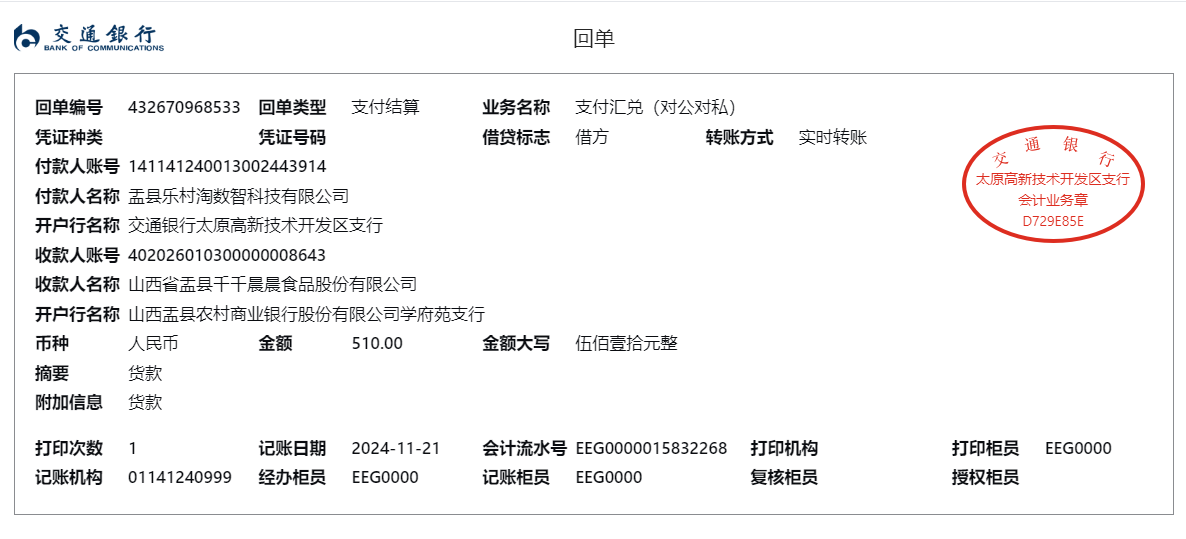 交通銀行
BANK OF COMMUNICATIONS
回单
回单编号 432670968533 回单类型 支付结算 业务名称 支付汇兑（对公对私）
凭证种类 凭证号码 借贷标志 借方 转账方式 实时转账
付款人账号 141141240013002443914
付款人名称 盂县乐村淘数智科技有限公司
开户行名称 交通银行太原高新技术开发区支行
收款人账号 402026010300000008643
收款人名称 山西省盂县千千晨晨食品股份有限公司
开户行名称 山西盂县农村商业银行股份有限公司学府苑支行
币种 人民币 金额 510.00 金额大写 伍佰壹拾元整
摘要 货款
附加信息 货款
打印次数 1 记账日期 2024-11-21 会计流水号 EEG0000015832268 打印机构 打印柜员 EEG0000
记账机构 01141240999 经办柜员 EEG0000 记账柜员 EEG0000 复核柜员 授权柜员
交通银行
太原高新技术开发区支行
会计业务章
D729E85E